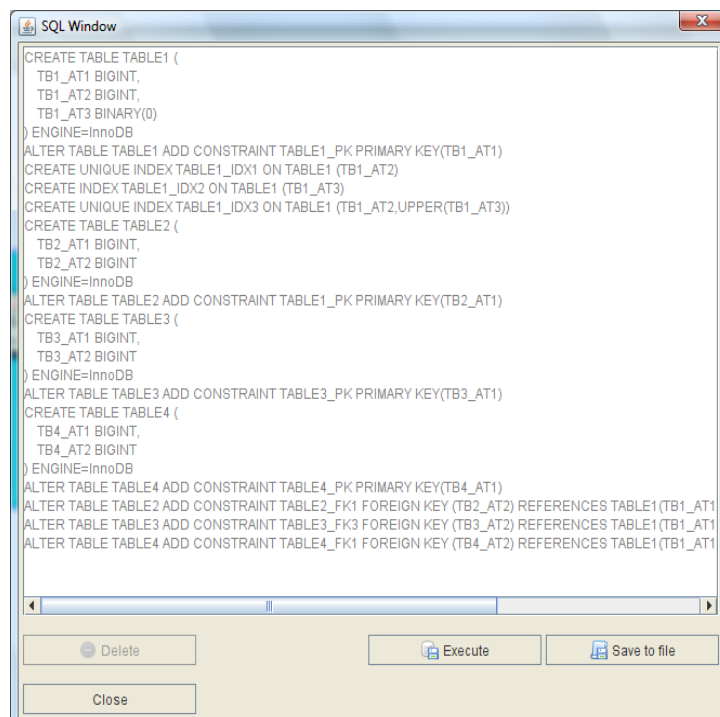 SQL Window
CREATE TABLE TABLE1 (
TB1_AT1 BIGINT,
TB1_AT2 BIGINT,
TB1_AT3 BINARY(0)
) ENGINE=InnoDB
ALTER TABLE TABLE1 ADD CONSTRAINT TABLE1_PK PRIMARY KEY(TB1_AT1)
CREATE UNIQUE INDEX TABLE1_IDX1 ON TABLE1 (TB1_AT2)
CREATE INDEX TABLE1_IDX2 ON TABLE1 (TB1_AT3)
CREATE UNIQUE INDEX TABLE1_IDX3 ON TABLE1 (TB1_AT2,UPPER(TB1_AT3))
CREATE TABLE TABLE2 (
TB2_AT1 BIGINT,
TB2_AT2 BIGINT
) ENGINE=InnoDB
ALTER TABLE TABLE2 ADD CONSTRAINT TABLE1_PK PRIMARY KEY(TB2_AT1)
CREATE TABLE TABLE3 (
TB3_AT1 BIGINT,
TB3_AT2 BIGINT
) ENGINE=InnoDB
ALTER TABLE TABLE3 ADD CONSTRAINT TABLE3_PK PRIMARY KEY(TB3_AT1)
CREATE TABLE TABLE4 (
TB4_AT1 BIGINT,
TB4_AT2 BIGINT
) ENGINE=InnoDB
ALTER TABLE TABLE4 ADD CONSTRAINT TABLE4_PK PRIMARY KEY(TB4_AT1)
ALTER TABLE TABLE2 ADD CONSTRAINT TABLE2_FK1 FOREIGN KEY (TB2_AT2) REFERENCES TABLE1(TB1_AT1
ALTER TABLE TABLE3 ADD CONSTRAINT TABLE3_FK3 FOREIGN KEY (TB3_AT2) REFERENCES TABLE1(TB1_AT1
ALTER TABLE TABLE4 ADD CONSTRAINT TABLE4_FK1 FOREIGN KEY (TB4_AT2) REFERENCES TABLE1(TB1_AT1
Delete Execute Save to file
Close